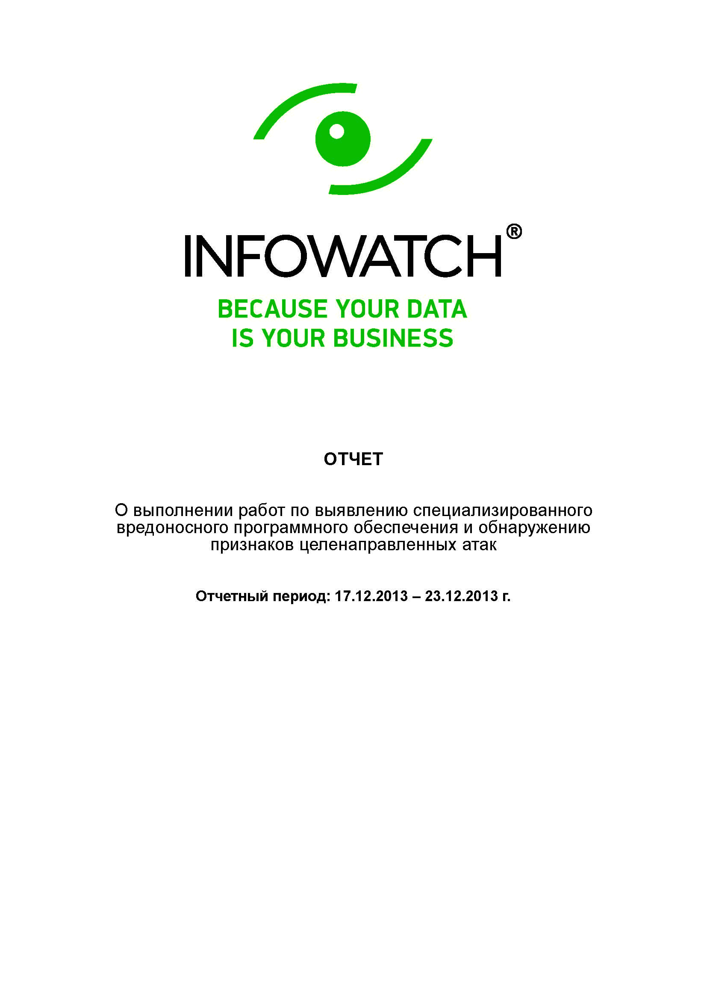 INFOWATCH®
BECAUSE YOUR DATA
IS YOUR BUSINESS
ОТЧЕТ
О выполнении работ по выявлению специализированного
вредоносного программного обеспечения и обнаружению
признаков целенаправленных атак
Отчетный период: 17.12.2013 – 23.12.2013 г.